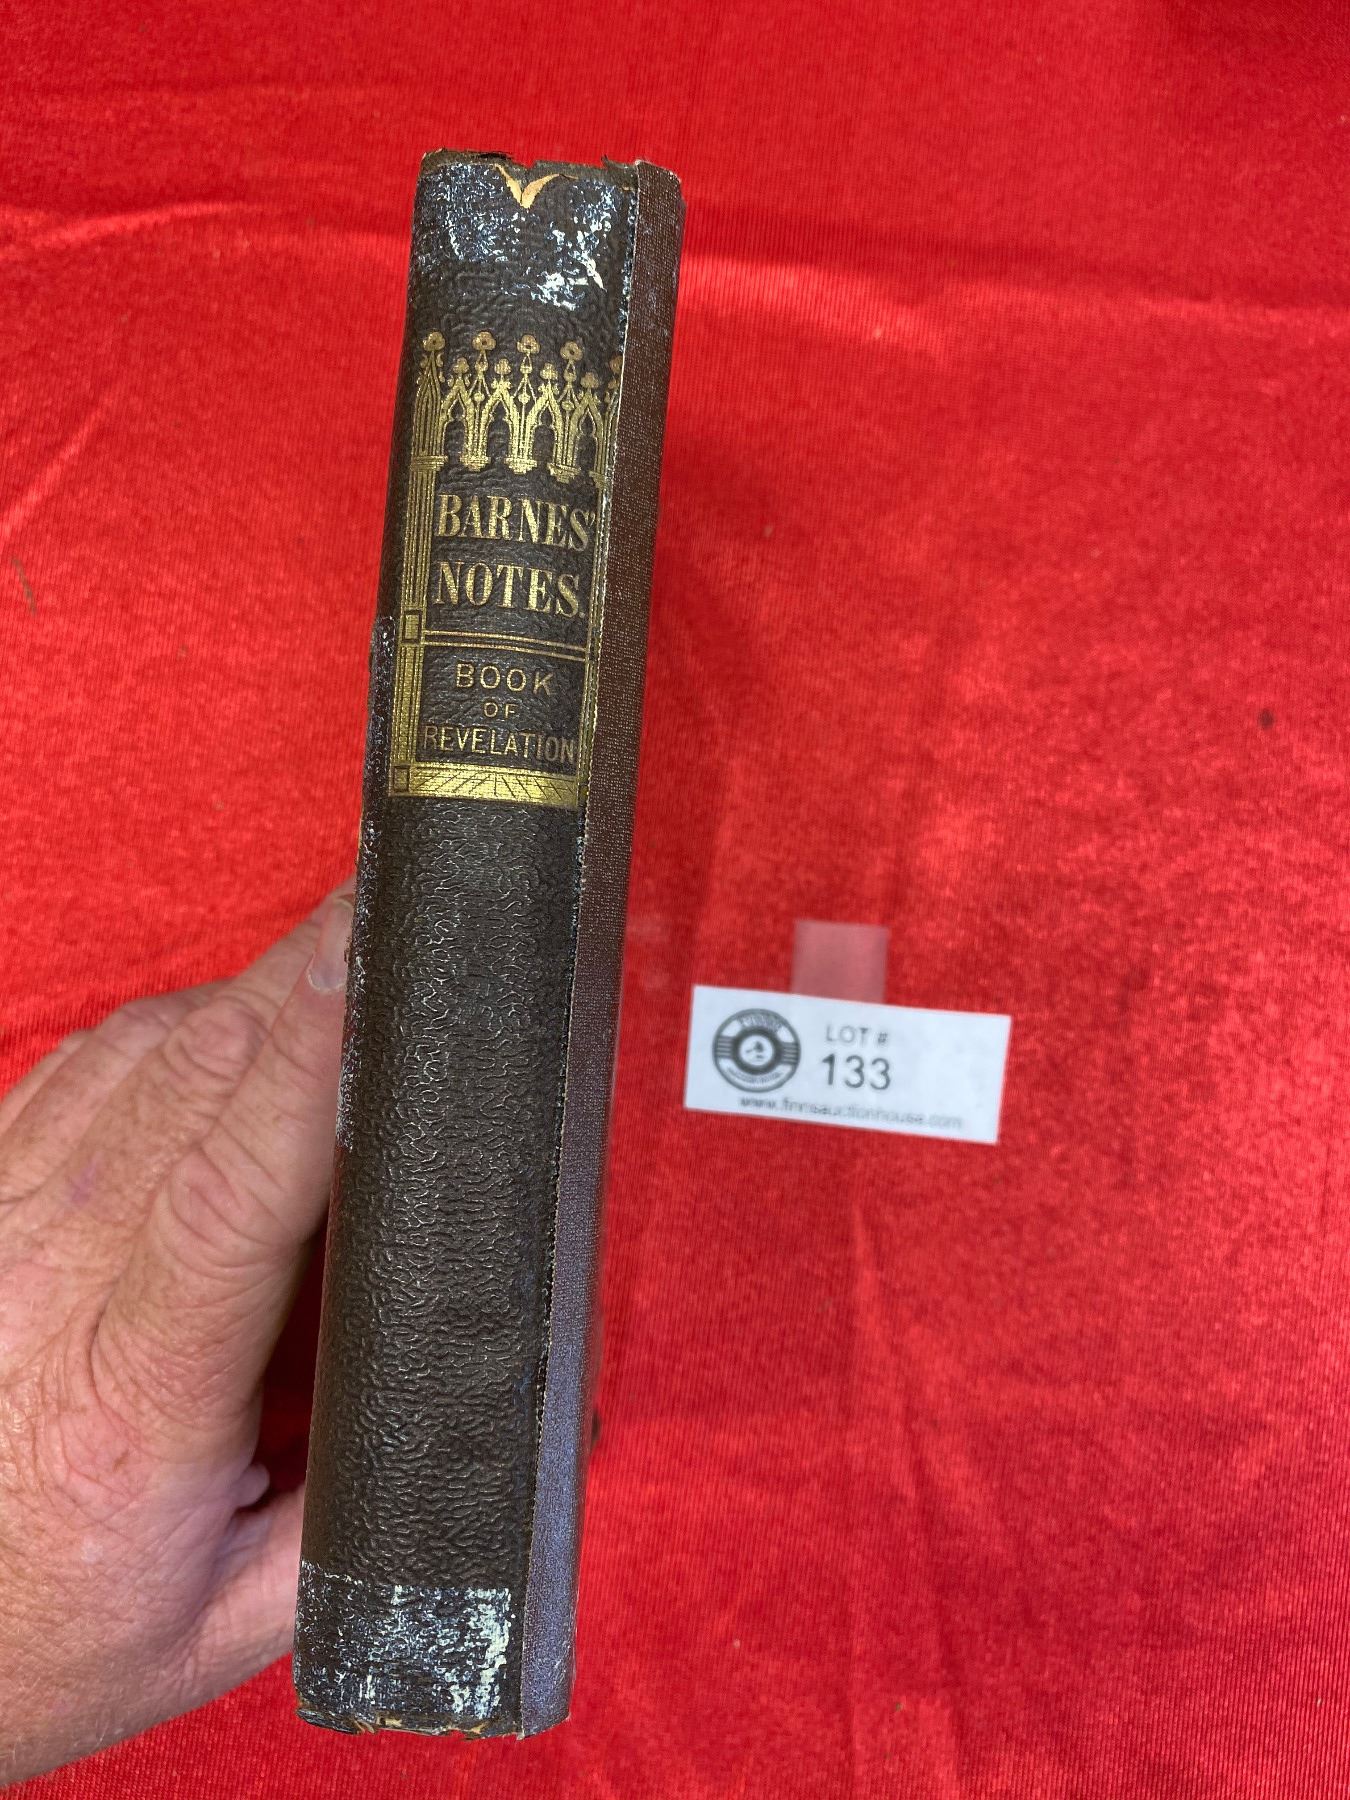 BARNES'
NOTES.
BOOK
OF
REVELATION
LOT #
133
www.finnsauctionhouse.com